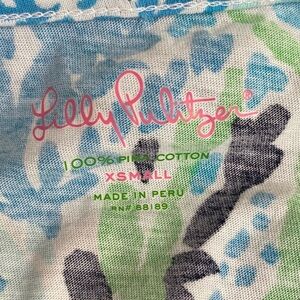 Lilly Pulitzer®
100% PIMA COTTON
XSMALL
MADE IN PERU
RN# 88189